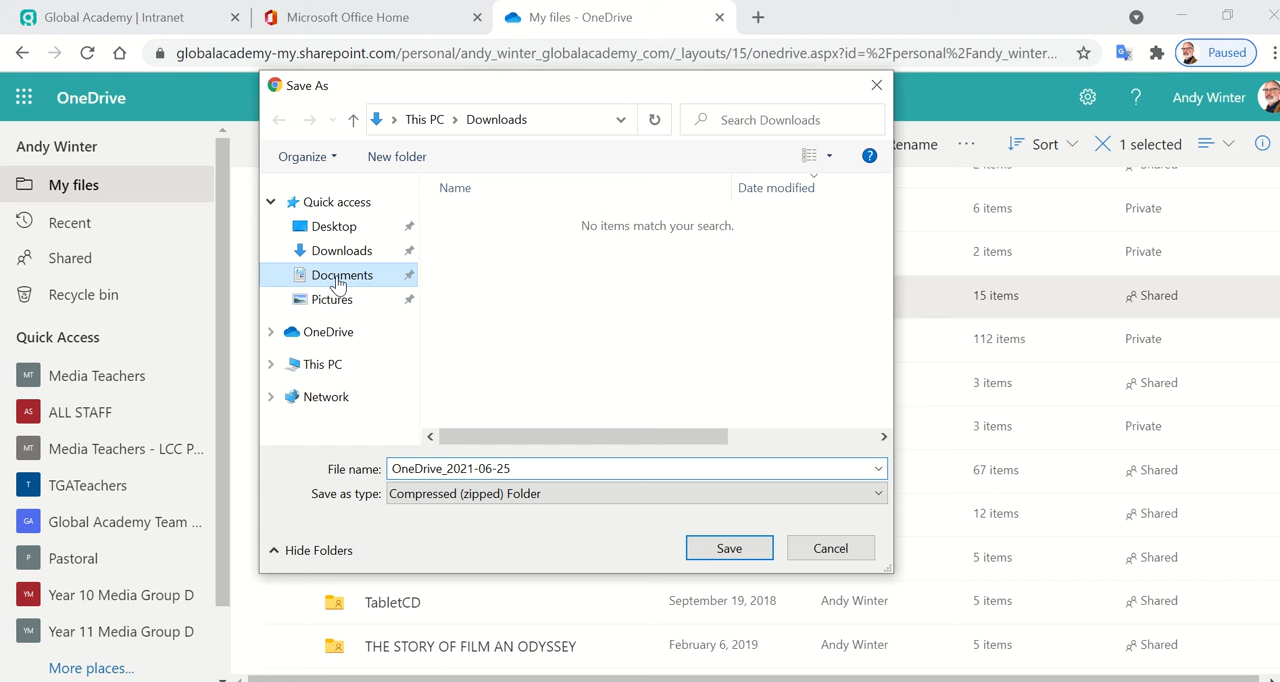 Global Academy | Intranet
Microsoft Office Home
My files - OneDrive
globalacademy-my.sharepoint.com/personal/andy_winter_globalacademy_com/_layouts/15/onedrive.aspx?id=%2Fpersonal%2Fandy_winter...
Paused
OneDrive
Andy Winter
Save As
This PC > Downloads
Search Downloads
Organize
New folder
Name
Date modified
No items match your search.
Quick access
Desktop
Downloads
Documents
Pictures
OneDrive
This PC
Network
File name: OneDrive_2021-06-25
Save as type: Compressed (zipped) Folder
Hide Folders
Save
Cancel
Andy Winter
My files
Recent
Shared
Recycle bin
Quick Access
MT Media Teachers
AS ALL STAFF
MT Media Teachers - LCC P...
T TGATeachers
GA Global Academy Team ...
P Pastoral
YM Year 10 Media Group D
YM Year 11 Media Group D
More places...
Sort
1 selected
6 items Private
2 items Private
15 items Shared
112 items Private
3 items Shared
3 items Private
67 items Shared
12 items Shared
5 items Shared
TabletCD September 19, 2018 Andy Winter 5 items Shared
THE STORY OF FILM AN ODYSSEY February 6, 2019 Andy Winter 5 items Shared